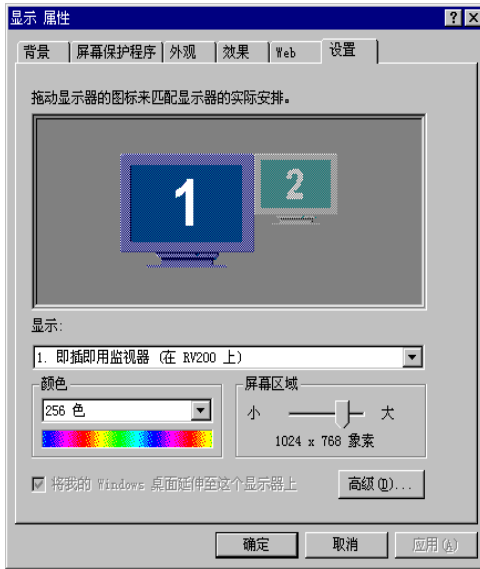 显示 属性
背景 屏幕保护程序 外观 效果 Web 设置
拖动显示器的图标来匹配显示器的实际安排。
1 2
显示:
1. 即插即用监视器 (在 RV200 上)
颜色 屏幕区域
256 色 小 大
1024 x 768 象素
将我的 Windows 桌面延伸至这个显示器上 高级(D)...
确定 取消 应用(A)